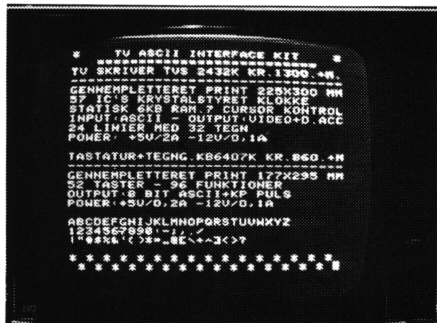 * TV ASCII INTERFACE KIT *
TV SKRIVER TVS 2432K KR.1300.+M.
GENNEMPLETTERET PRINT 225X300 MM
57 IC'S KRYSTALSTYRET KLOKKE
STATISK 6KB RAM.7 CURSOR KONTROL
INPUT:ASCII - OUTPUT:VIDEO+D.ACC
24 LINIER MED 32 TEGN
POWER: +5V/2A -12V/0,1A
TASTATUR+TEGNG.KB6407K KR.860.+M
GENNEMPLETTERET PRINT 177X295 MM
52 TASTER - 96 FUNKTIONER
OUTPUT:8 BIT ASCII+KP PULS
POWER:+5V/0,2A -12V/0,1A
ABCDEFGHIJKLMNOPQRSTUVWXYZ
1234567890:-;,./